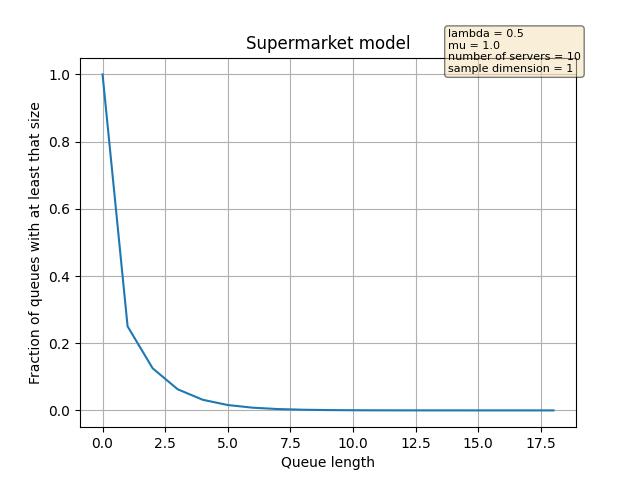 Supermarket model
lambda = 0.5
mu = 1.0
number of servers = 10
sample dimension = 1
Fraction of queues with at least that size
1.0
0.8
0.6
0.4
0.2
0.0
0.0 2.5 5.0 7.5 10.0 12.5 15.0 17.5
Queue length